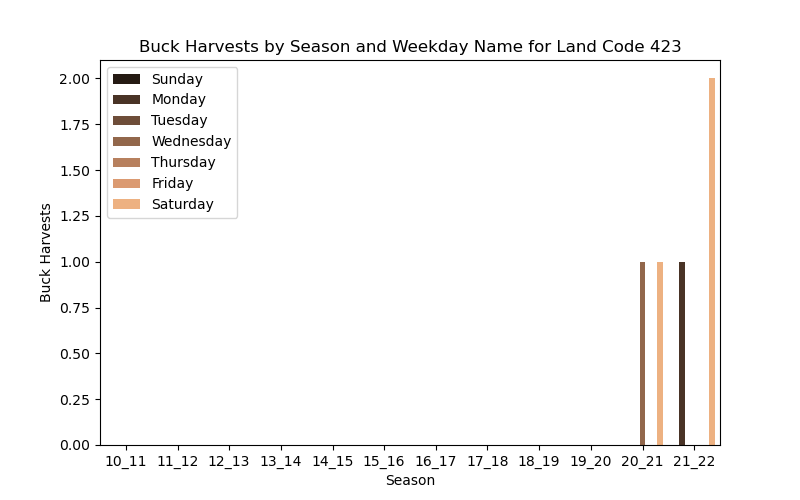 Buck Harvests by Season and Weekday Name for Land Code 423
Sunday
Monday
Tuesday
Wednesday
Thursday
Friday
Saturday
2.00
1.75
1.50
1.25
1.00
0.75
0.50
0.25
0.00
Buck Harvests
10_11 11_12 12_13 13_14 14_15 15_16 16_17 17_18 18_19 19_20 20_21 21_22
Season